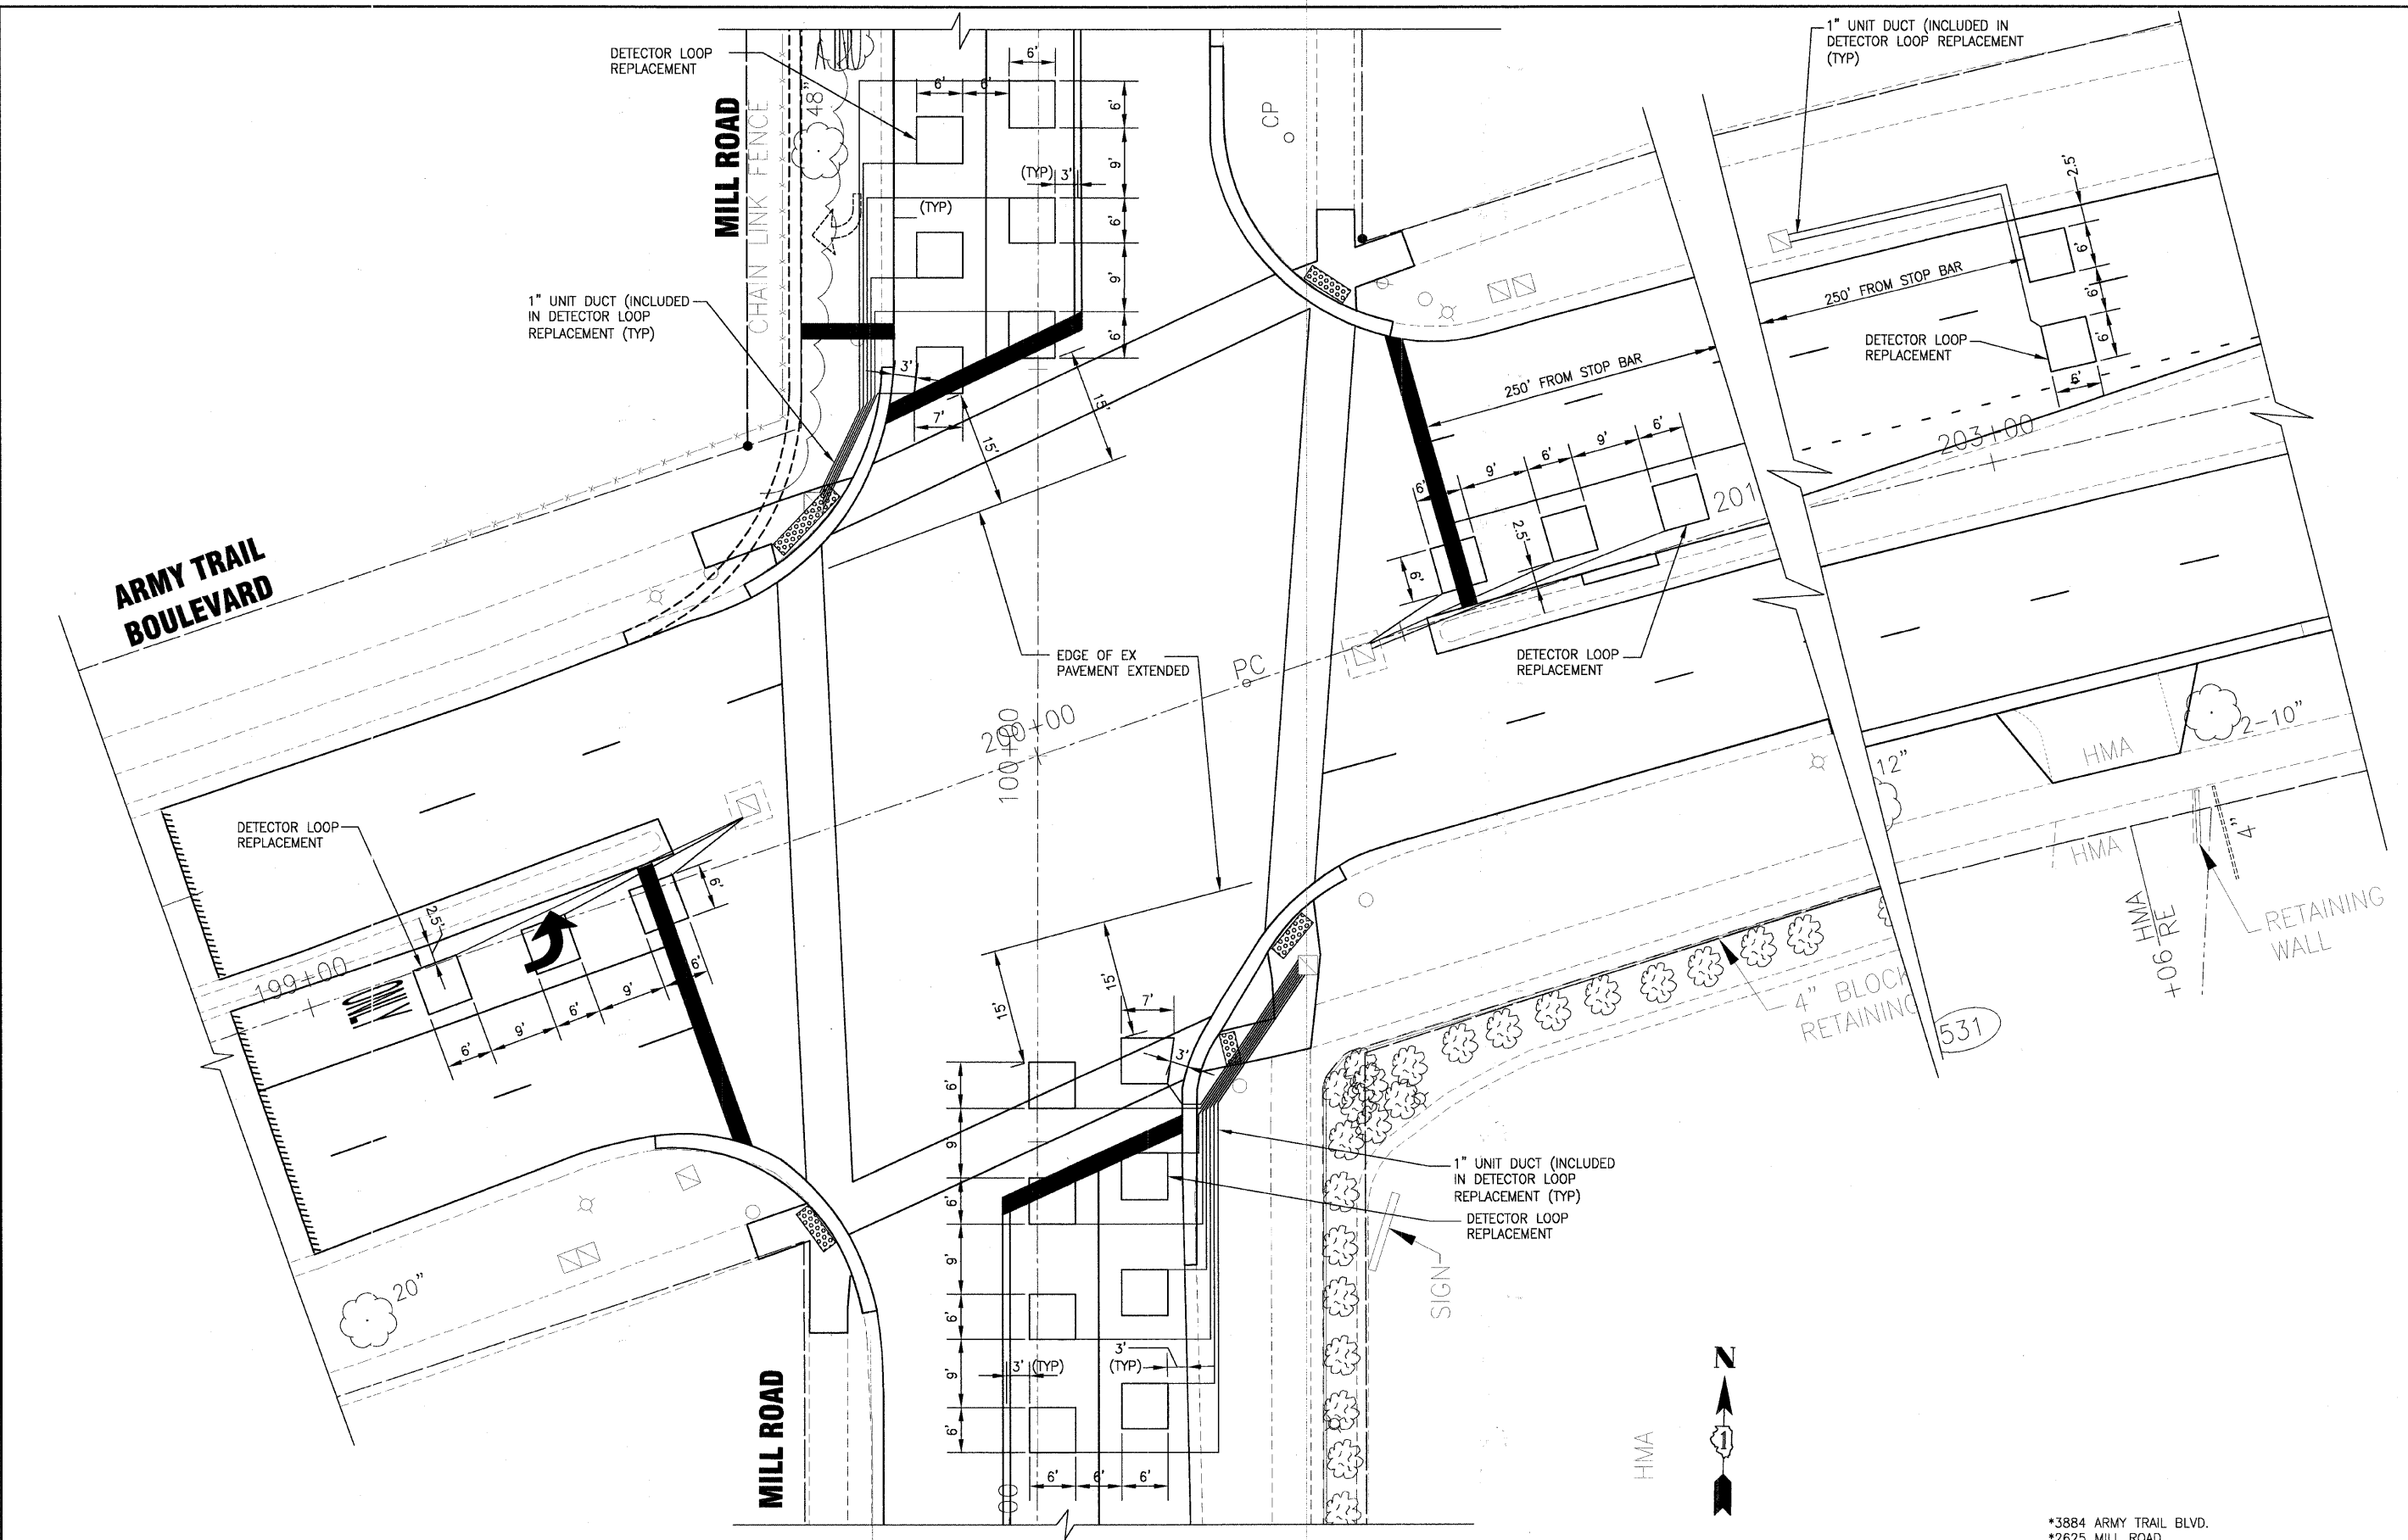 DETECTOR LOOP
REPLACEMENT
6'
6'
6'
MILL ROAD
CHAIN LINK FENCE
48"
6'
9'
(TYP)
3'
6'
(TYP)
9'
6'
1" UNIT DUCT (INCLUDED
IN DETECTOR LOOP
REPLACEMENT (TYP)
3'
7'
15'
15'
CP
1" UNIT DUCT (INCLUDED IN
DETECTOR LOOP REPLACEMENT
(TYP)
2.5'
6'
6'
6'
6'
250' FROM STOP BAR
DETECTOR LOOP
REPLACEMENT
203+00
250' FROM STOP BAR
6'
9'
6'
9'
6'
2.5'
6'
201
DETECTOR LOOP
REPLACEMENT
ARMY TRAIL
BOULEVARD
EDGE OF EX
PAVEMENT EXTENDED
PC
200+00
100+00
DETECTOR LOOP
REPLACEMENT
2.5'
6'
6'
9'
6'
9'
6'
199+00
12"
HMA
2-10"
HMA
4"
HMA
+06 RE
RETAINING
WALL
4" BLOCK
RETAINING
531
15'
15'
7'
3'
6'
9'
6'
9'
6'
9'
6'
3' (TYP)
3'
(TYP)
6'
6'
6'
1" UNIT DUCT (INCLUDED
IN DETECTOR LOOP
REPLACEMENT (TYP)
DETECTOR LOOP
REPLACEMENT
SIGN
20"
MILL ROAD
00
HMA
N
1
*3884 ARMY TRAIL BLVD.
*2625 MILL ROAD